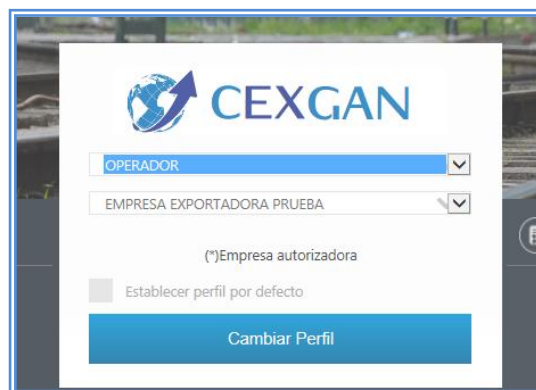 CEXGAN
OPERADOR
EMPRESA EXPORTADORA PRUEBA
(*)Empresa autorizadora
Establecer perfil por defecto
Cambiar Perfil